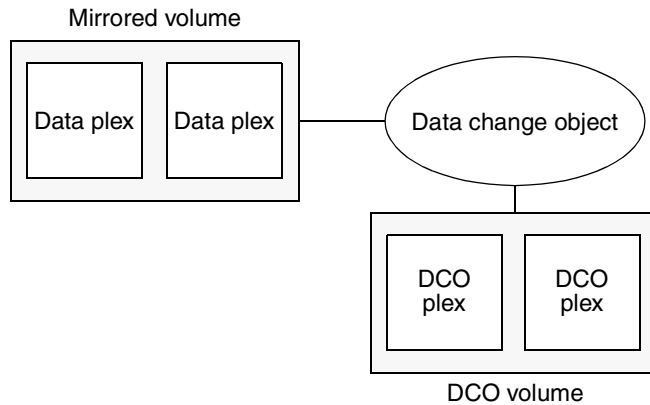 Mirrored volume
Data plex
Data plex
Data change object
DCO
plex
DCO
plex
DCO volume